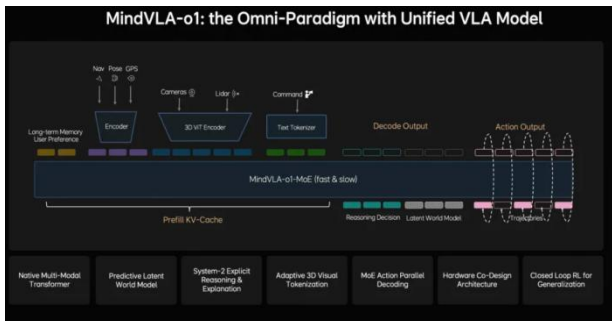 MindVLA-o1: the Omni-Paradigm with Unified VLA Model
Nav Pose GPS
Cameras
Lidar
Command
Long-term Memory
User Preference
Encoder
3D ViT Encoder
Text Tokenizer
Decode Output
Action Output
MindVLA-o1-MoE (fast & slow)
Prefill KV-Cache
Reasoning Decision
Latent World Model
Trajectories
Native Multi-Modal
Transformer
Predictive Latent
World Model
System-2 Explicit
Reasoning &
Explanation
Adaptive 3D Visual
Tokenization
MoE Action Parallel
Decoding
Hardware Co-Design
Architecture
Closed Loop RL for
Generalization